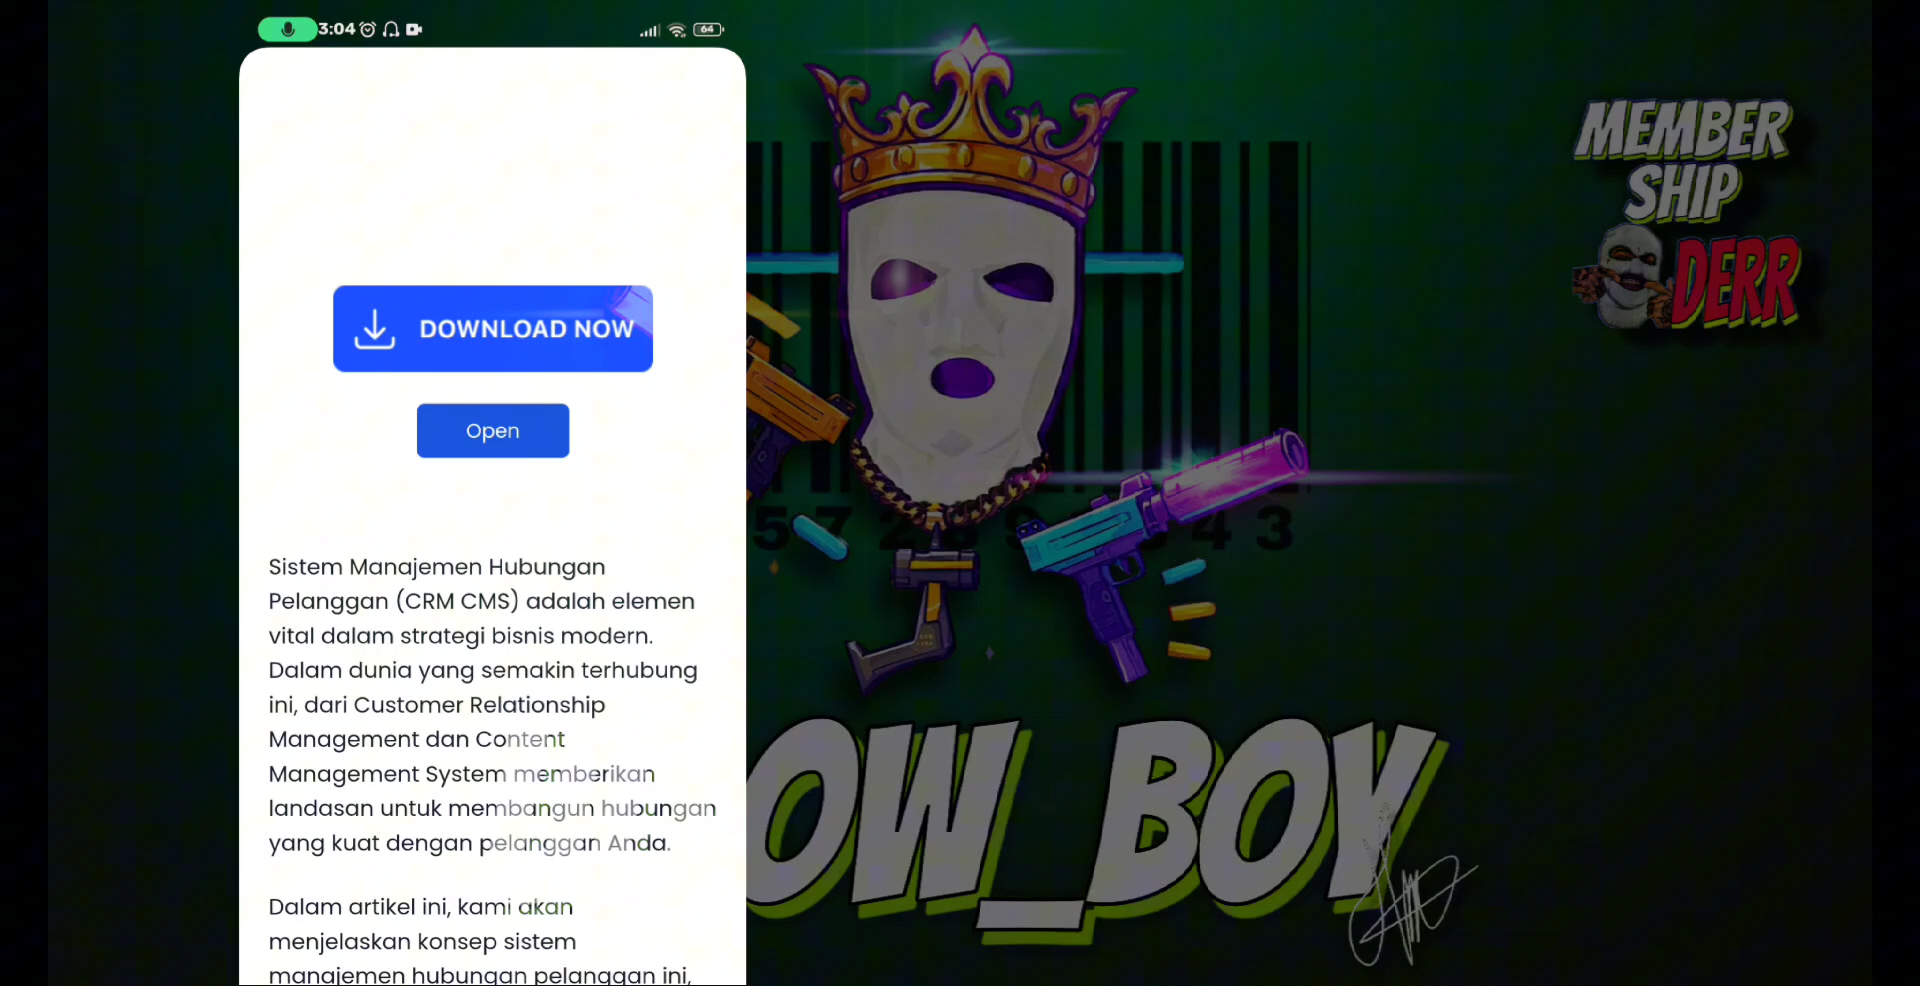 3:04
64
DOWNLOAD NOW
Open
Sistem Manajemen Hubungan
Pelanggan (CRM CMS) adalah elemen
vital dalam strategi bisnis modern.
Dalam dunia yang semakin terhubung
ini, dari Customer Relationship
Management dan Content
Management System memberikan
landasan untuk membangun hubungan
yang kuat dengan pelanggan Anda.
Dalam artikel ini, kami akan
menjelaskan konsep sistem
manajemen hubungan pelanggan ini,
MEMBER
SHIP
DERR
OW_BOY